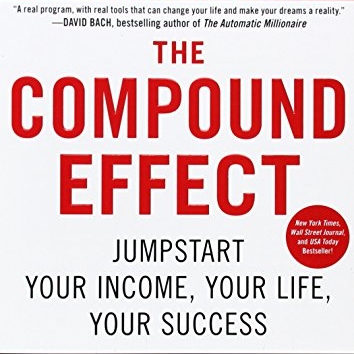 "A real program, with real tools that can change your life and make your dreams a reality."
—DAVID BACH, bestselling author of The Automatic Millionaire
THE
COMPOUND
EFFECT
New York Times,
Wall Street Journal,
and USA Today
Bestseller!
JUMPSTART
YOUR INCOME, YOUR LIFE,
YOUR SUCCESS